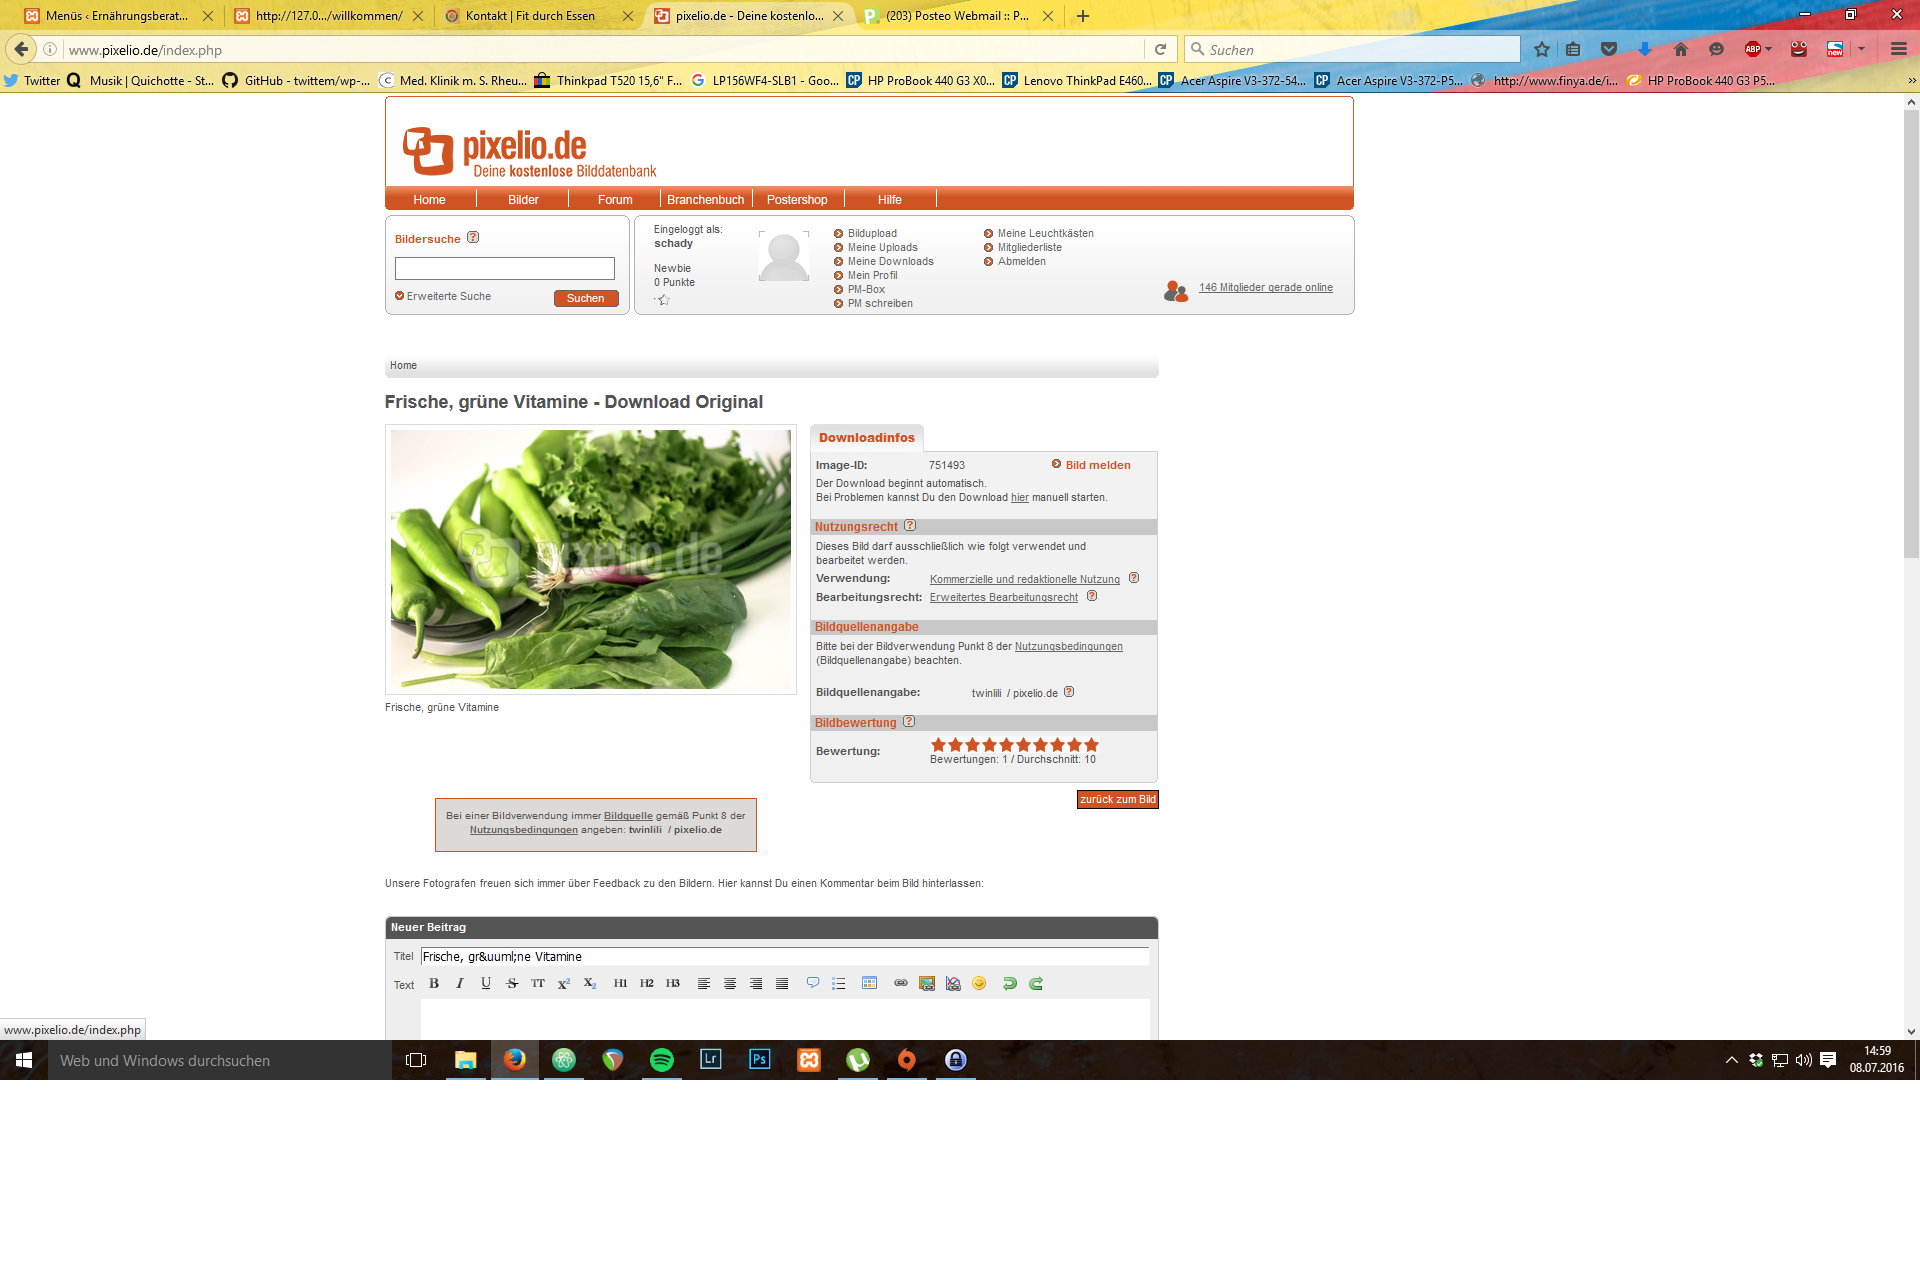 Menüs ‹ Ernährungsberat...
http://127.0.../willkommen/
Kontakt | Fit durch Essen
pixelio.de - Deine kostenlo...
(203) Posteo Webmail :: P...
www.pixelio.de/index.php
Suchen
ABP
new
Twitter
Musik | Quichotte - St...
GitHub - twittem/wp-...
Med. Klinik m. S. Rheu...
Thinkpad T520 15,6" F...
LP156WF4-SLB1 - Goo...
HP ProBook 440 G3 X0...
Lenovo ThinkPad E460...
Acer Aspire V3-372-54...
Acer Aspire V3-372-P5...
http://www.finya.de/i...
HP ProBook 440 G3 P5...
pixelio.de
Deine kostenlose Bilddatenbank
Home
Bilder
Forum
Branchenbuch
Postershop
Hilfe
Bildersuche ?
Erweiterte Suche
Suchen
Eingeloggt als:
schady
Newbie
0 Punkte
Bildupload
Meine Uploads
Meine Downloads
Mein Profil
PM-Box
PM schreiben
Meine Leuchtkästen
Mitgliederliste
Abmelden
146 Mitglieder gerade online
Home
Frische, grüne Vitamine - Download Original
pixelio.de
Frische, grüne Vitamine
Downloadinfos
Image-ID: 751493 Bild melden
Der Download beginnt automatisch.
Bei Problemen kannst Du den Download hier manuell starten.
Nutzungsrecht ?
Dieses Bild darf ausschließlich wie folgt verwendet und
bearbeitet werden.
Verwendung: Kommerzielle und redaktionelle Nutzung ?
Bearbeitungsrecht: Erweitertes Bearbeitungsrecht ?
Bildquellenangabe
Bitte bei der Bildverwendung Punkt 8 der Nutzungsbedingungen
(Bildquellenangabe) beachten.
Bildquellenangabe: twinlili / pixelio.de ?
Bildbewertung ?
Bewertung:
Bewertungen: 1 / Durchschnitt: 10
zurück zum Bild
Bei einer Bildverwendung immer Bildquelle gemäß Punkt 8 der
Nutzungsbedingungen angeben: twinlili / pixelio.de
Unsere Fotografen freuen sich immer über Feedback zu den Bildern. Hier kannst Du einen Kommentar beim Bild hinterlassen:
Neuer Beitrag
Titel Frische, gr&uuml;ne Vitamine
Text B I U S TT X² X₂ H1 H2 H3
www.pixelio.de/index.php
Web und Windows durchsuchen
Lr
Ps
14:59
08.07.2016